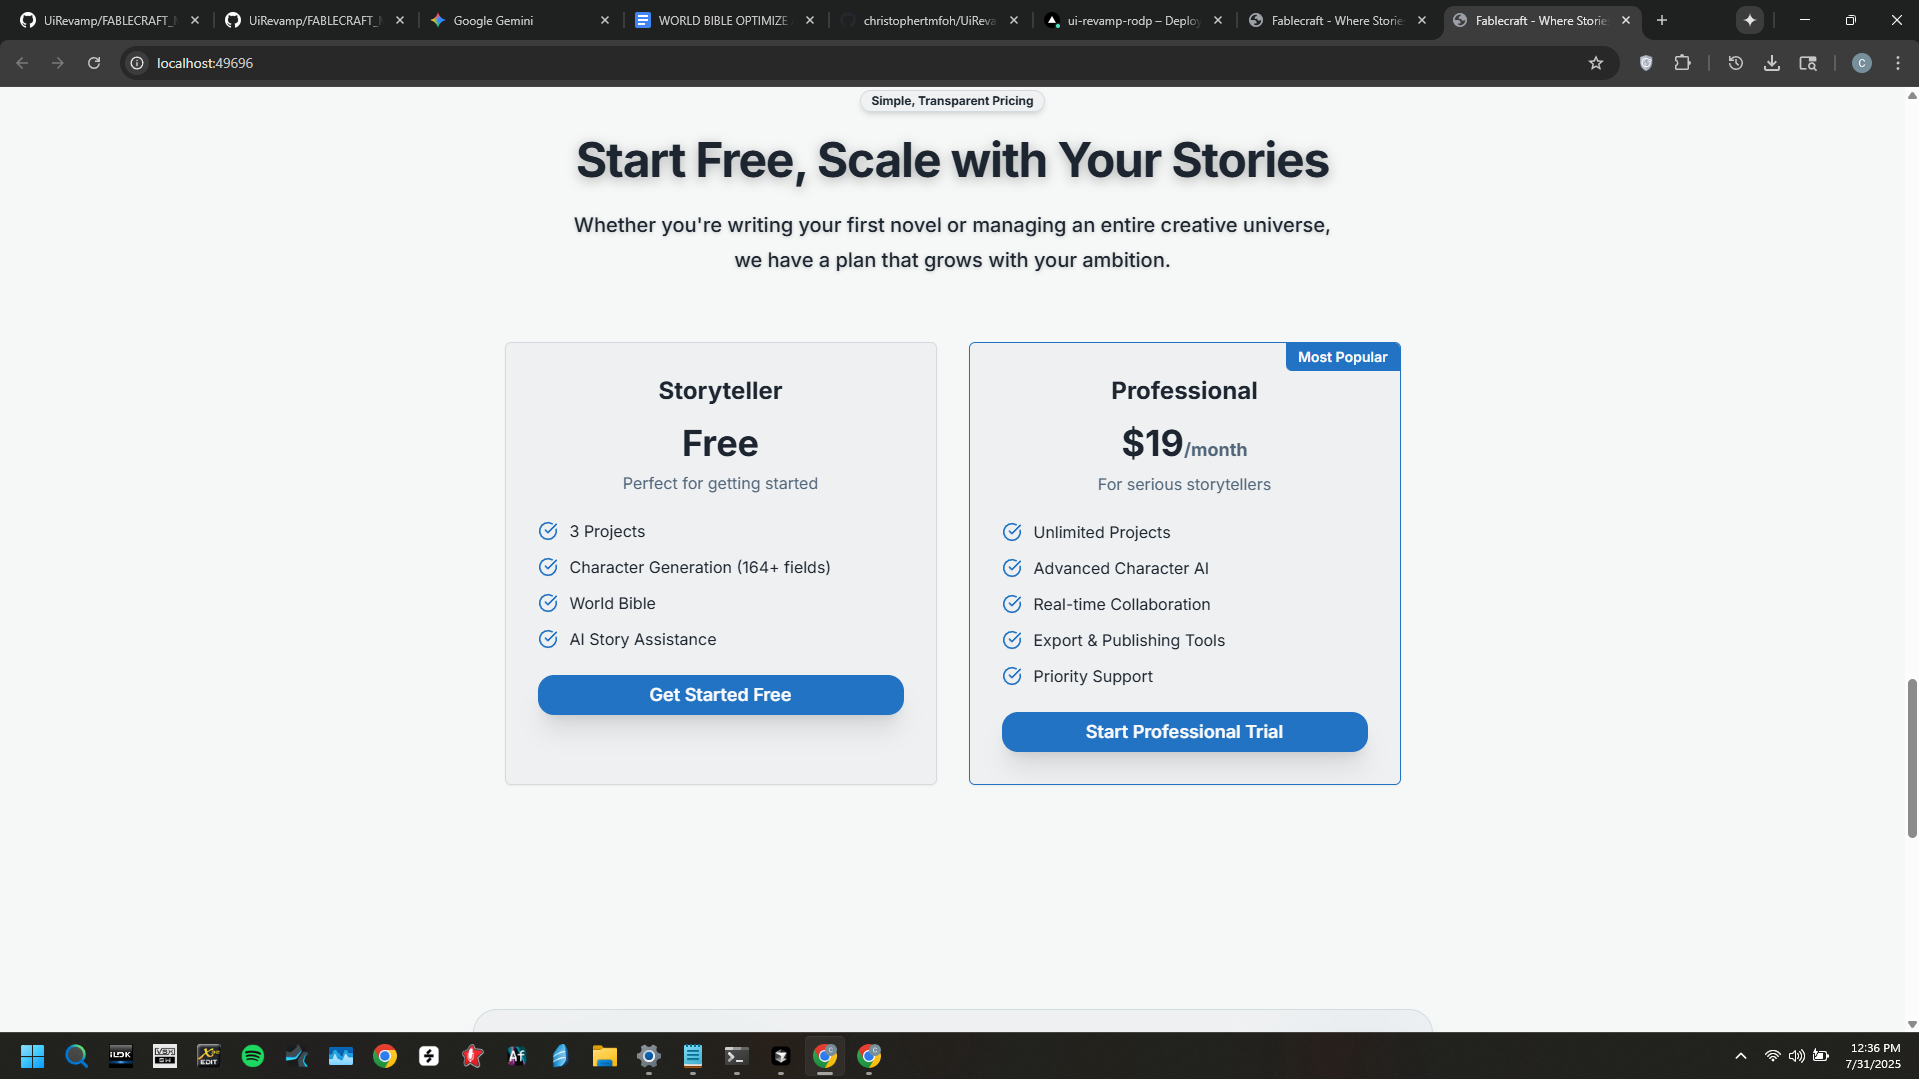 UiRevamp/FABLECRAFT_
UiRevamp/FABLECRAFT_
Google Gemini
WORLD BIBLE OPTIMIZE
christophertmfoh/UiReva
ui-revamp-rodp – Deploy
Fablecraft - Where Storie
Fablecraft - Where Storie
localhost:49696
C
Simple, Transparent Pricing
Start Free, Scale with Your Stories
Whether you're writing your first novel or managing an entire creative universe,
we have a plan that grows with your ambition.
Storyteller
Free
Perfect for getting started
3 Projects
Character Generation (164+ fields)
World Bible
AI Story Assistance
Get Started Free
Most Popular
Professional
$19/month
For serious storytellers
Unlimited Projects
Advanced Character AI
Real-time Collaboration
Export & Publishing Tools
Priority Support
Start Professional Trial
EDIT
Af
12:36 PM
7/31/2025